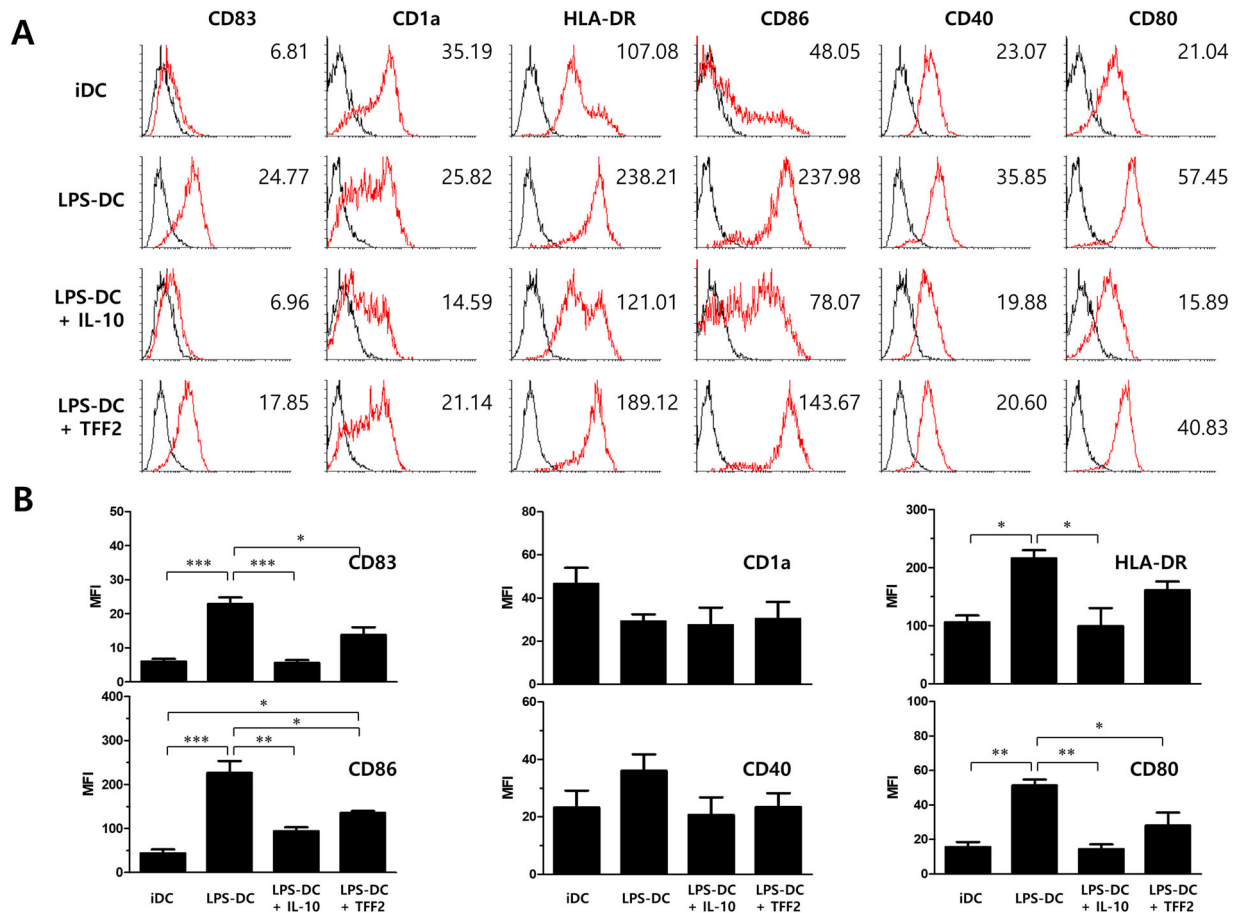 A
CD83 CD1a HLA-DR CD86 CD40 CD80
iDC 6.81 35.19 107.08 48.05 23.07 21.04
LPS-DC 24.77 25.82 238.21 237.98 35.85 57.45
LPS-DC
+ IL-10 6.96 14.59 121.01 78.07 19.88 15.89
LPS-DC
+ TFF2 17.85 21.14 189.12 143.67 20.60 40.83
B
50
40
30
20
10
0
MFI
*
*** ***
CD83
80
60
40
20
0
MFI
CD1a
300
200
100
0
MFI
* *
HLA-DR
400
300
200
100
0
MFI
*
*
*** **
CD86
iDC LPS-DC LPS-DC + IL-10 LPS-DC + TFF2
60
40
20
0
MFI
CD40
iDC LPS-DC LPS-DC + IL-10 LPS-DC + TFF2
100
80
60
40
20
0
MFI
*
** **
CD80
iDC LPS-DC LPS-DC + IL-10 LPS-DC + TFF2